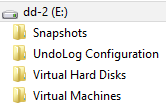 dd-2 (E:)
Snapshots
UndoLog Configuration
Virtual Hard Disks
Virtual Machines